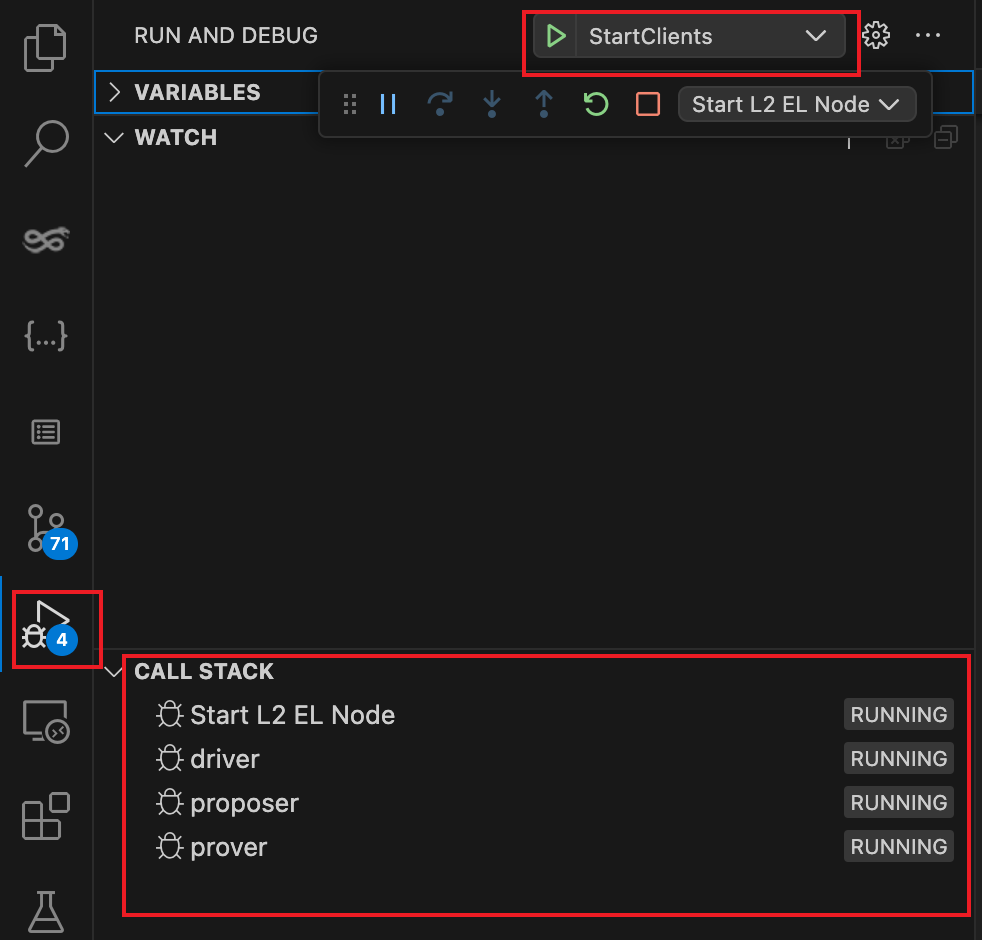 RUN AND DEBUG
StartClients
VARIABLES
Start L2 EL Node
WATCH
{...}
71
4
CALL STACK
Start L2 EL Node RUNNING
driver RUNNING
proposer RUNNING
prover RUNNING